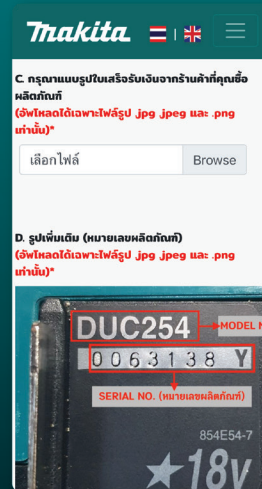 Makita
C. กรุณาแนบรูปใบเสร็จรับเงินจากร้านค้าที่คุณซื้อ
ผลิตภัณฑ์
(อัพโหลดได้เฉพาะไฟล์รูป .jpg .jpeg และ .png
เท่านั้น)*
เลือกไฟล์ Browse
D. รูปเพิ่มเติม (หมายเลขผลิตภัณฑ์)
(อัพโหลดได้เฉพาะไฟล์รูป .jpg .jpeg และ .png
เท่านั้น)*
DUC254 MODEL N
0063138 Y
SERIAL NO. (หมายเลขผลิตภัณฑ์)
854E54-7
18V